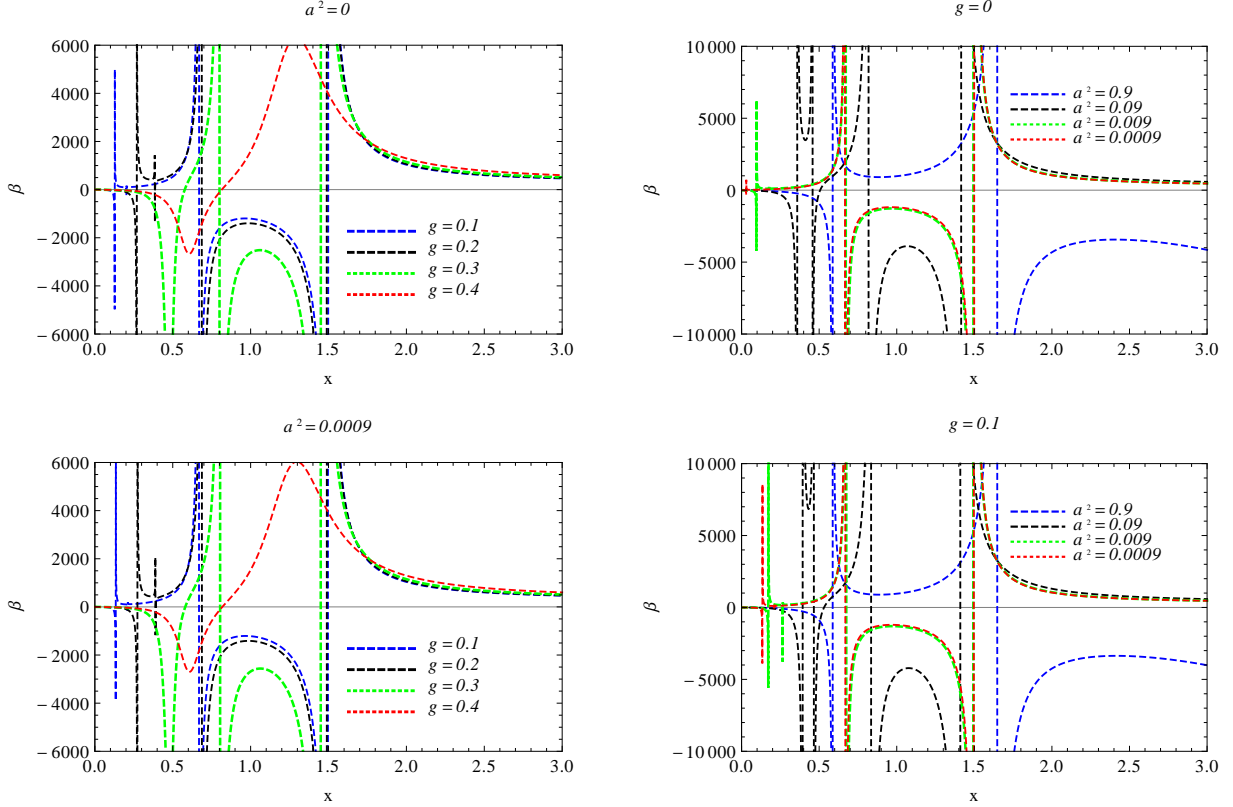 a² = 0
6000
4000
2000
0
−2000
−4000
−6000
β
g = 0.1
g = 0.2
g = 0.3
g = 0.4
0.0 0.5 1.0 1.5 2.0 2.5 3.0
x
g = 0
10 000
5000
0
−5000
−10 000
β
a² = 0.9
a² = 0.09
a² = 0.009
a² = 0.0009
0.0 0.5 1.0 1.5 2.0 2.5 3.0
x
a² = 0.0009
6000
4000
2000
0
−2000
−4000
−6000
β
g = 0.1
g = 0.2
g = 0.3
g = 0.4
0.0 0.5 1.0 1.5 2.0 2.5 3.0
x
g = 0.1
10 000
5000
0
−5000
−10 000
β
a² = 0.9
a² = 0.09
a² = 0.009
a² = 0.0009
0.0 0.5 1.0 1.5 2.0 2.5 3.0
x